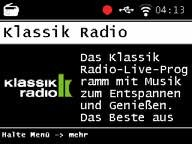 04:13
Klassik Radio
Das Klassik
Radio-Live-Prog
ramm mit Musik
zum Entspannen
und Genießen.
Das Beste aus
KLASSIK
RADIO
Halte Menü -> mehr